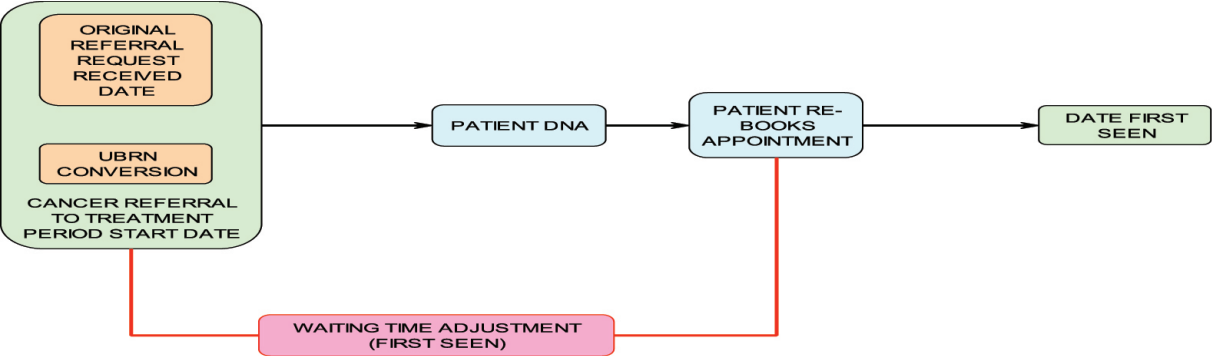 ORIGINAL
REFERRAL
REQUEST
RECEIVED
DATE
UBRN
CONVERSION
CANCER REFERRAL
TO TREATMENT
PERIOD START DATE
PATIENT DNA
PATIENT RE-
BOOKS
APPOINTMENT
DATE FIRST
SEEN
WAITING TIME ADJUSTMENT
(FIRST SEEN)